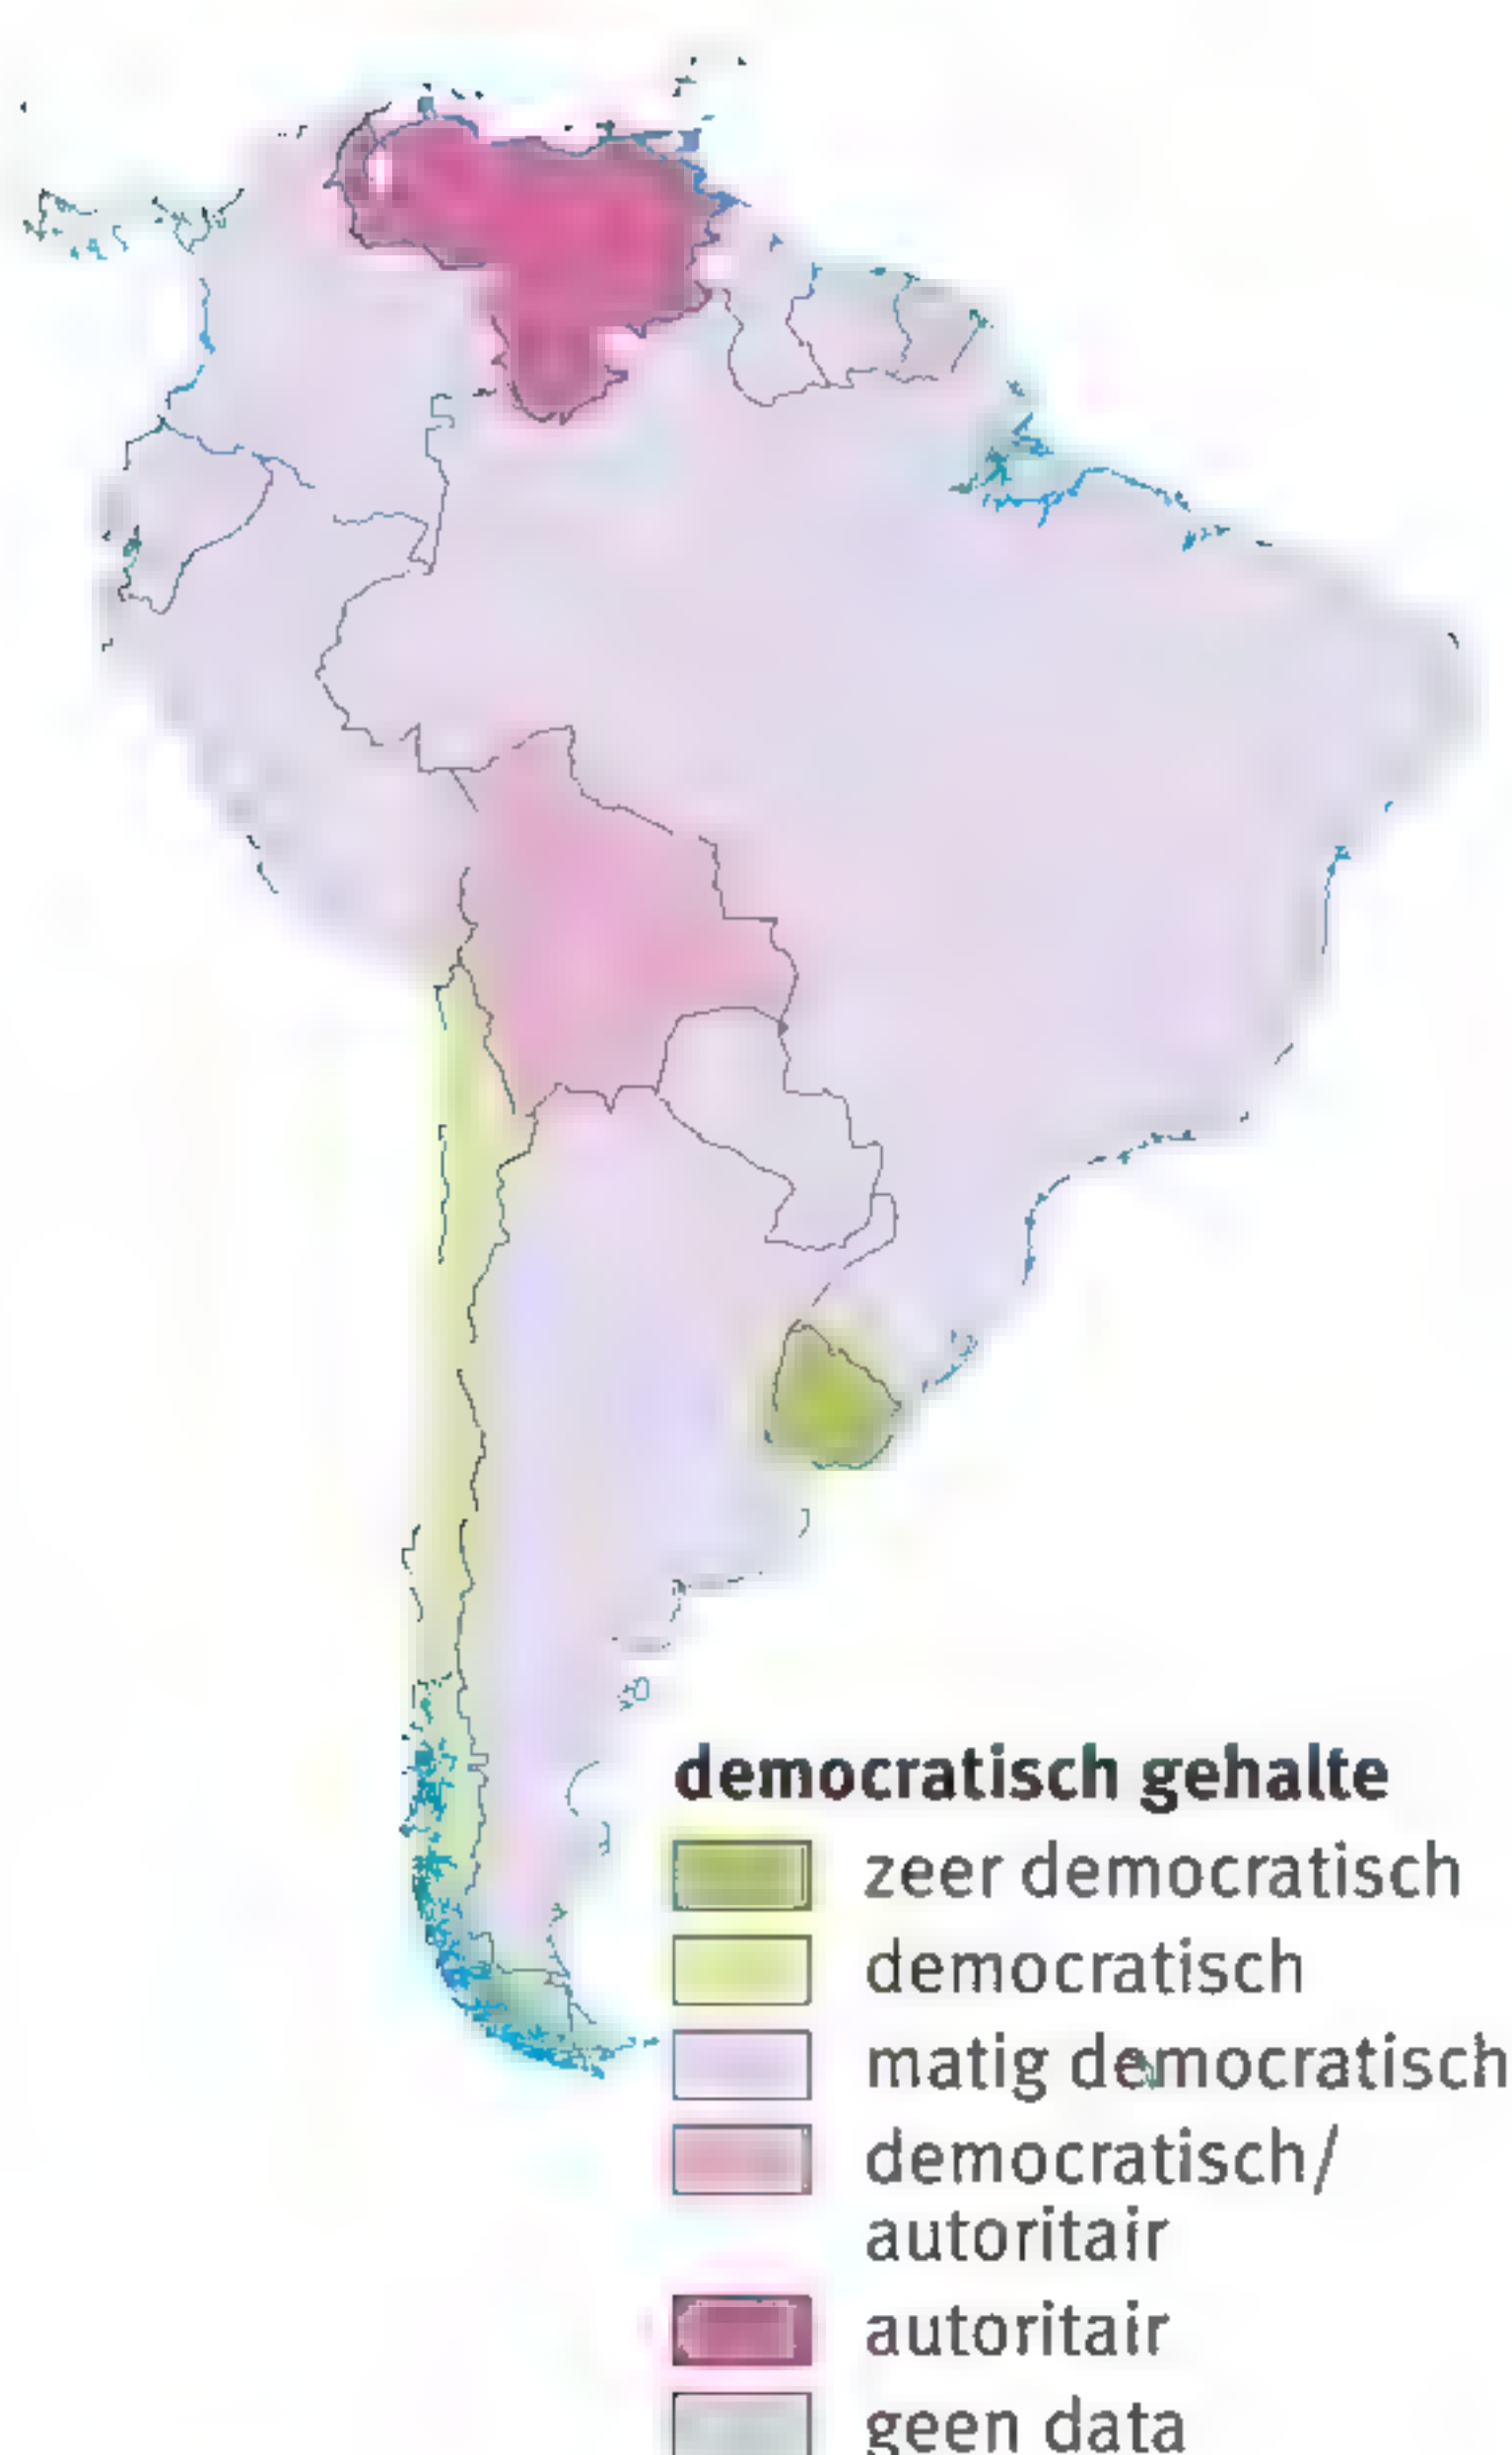 democratisch gehalte
zeer democratisch
democratisch
matig democratisch
democratisch/
autoritair
autoritair
geen data